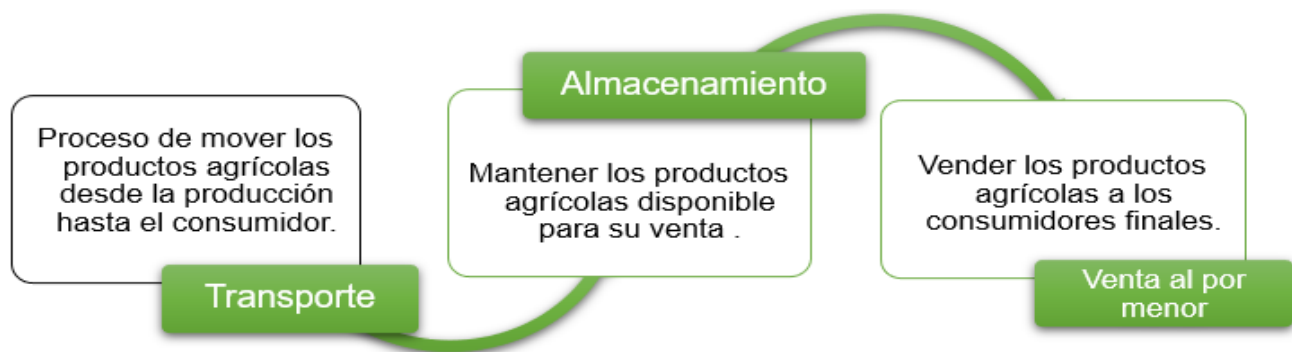 Proceso de mover los
productos agrícolas
desde la producción
hasta el consumidor.
Transporte
Almacenamiento
Mantener los productos
agrícolas disponible
para su venta .
Vender los productos
agrícolas a los
consumidores finales.
Venta al por
menor